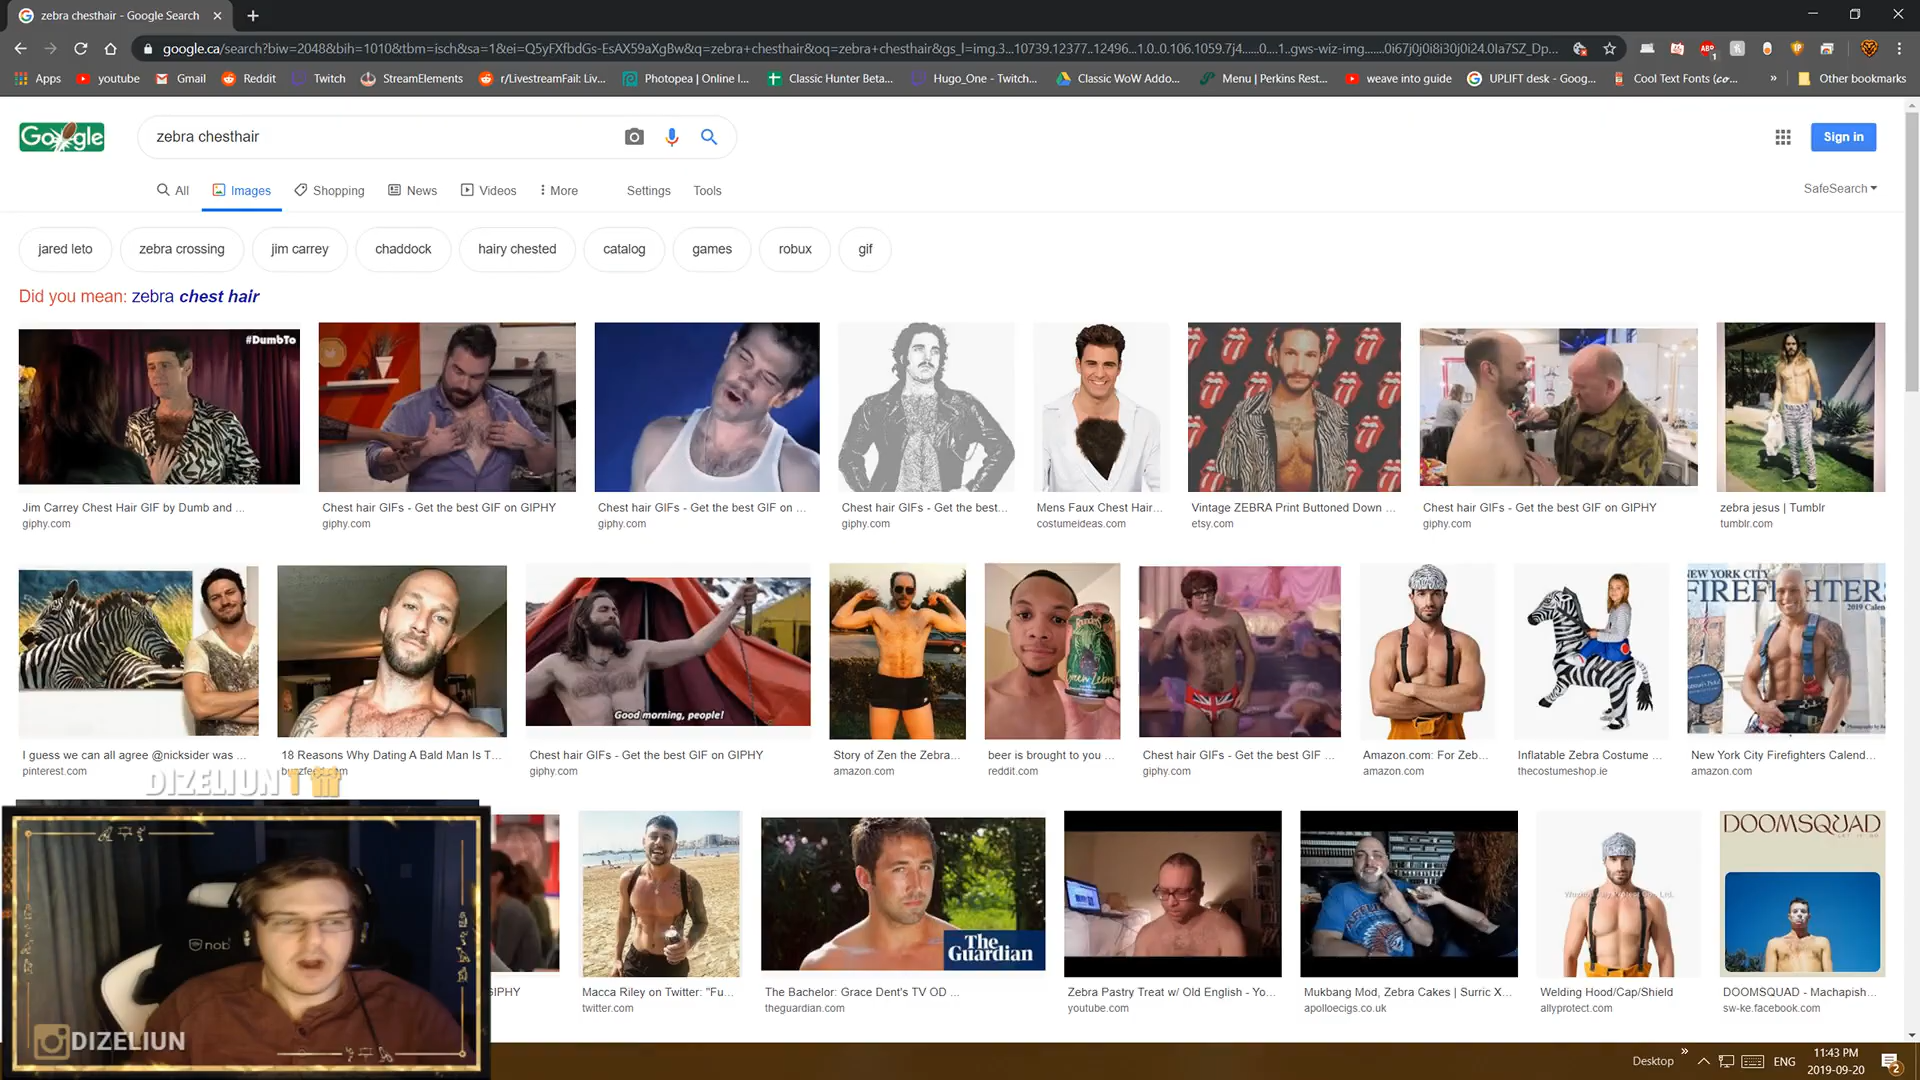 zebra chesthair - Google Search
google.ca/search?biw=2048&bih=1010&tbm=isch&sa=1&ei=Q5yFXfbdGs-EsAX59aXgBw&q=zebra+chesthair&oq=zebra+chesthair&gs_l=img.3...10739.12377..12496...1.0..0.106.1059.7j4......0....1..gws-wiz-img.......0i67j0j0i8i30j0i24.0Ia7SZ_Dp...
Apps youtube Gmail Reddit Twitch StreamElements r/LivestreamFail: Liv... Photopea | Online I... Classic Hunter Beta... Hugo_One - Twitch... Classic WoW Addo... Menu | Perkins Rest... weave into guide UPLIFT desk - Goog... Cool Text Fonts (co... » Other bookmarks
Google
zebra chesthair
Sign in
All Images Shopping News Videos More Settings Tools
SafeSearch
jared leto zebra crossing jim carrey chaddock hairy chested catalog games robux gif
Did you mean: zebra chest hair
#DumbTo
Jim Carrey Chest Hair GIF by Dumb and ...
giphy.com
Chest hair GIFs - Get the best GIF on GIPHY
giphy.com
Chest hair GIFs - Get the best GIF on ...
giphy.com
Chest hair GIFs - Get the best...
giphy.com
Mens Faux Chest Hair...
costumeideas.com
Vintage ZEBRA Print Buttoned Down ...
etsy.com
Chest hair GIFs - Get the best GIF on GIPHY
giphy.com
zebra jesus | Tumblr
tumblr.com
Good morning, people!
NEW YORK CITY
FIREFIGHTERS
2019 Calen
I guess we can all agree @nicksider was ...
pinterest.com
18 Reasons Why Dating A Bald Man Is T...
Chest hair GIFs - Get the best GIF on GIPHY
giphy.com
Story of Zen the Zebra...
amazon.com
beer is brought to you ...
reddit.com
Chest hair GIFs - Get the best GIF ...
giphy.com
Amazon.com: For Zeb...
amazon.com
Inflatable Zebra Costume ...
thecostumeshop.ie
New York City Firefighters Calend...
amazon.com
DIZELIUN
The
Guardian
DOOMSQUAD
noblechairs
GIPHY
Macca Riley on Twitter: "Fu...
twitter.com
The Bachelor: Grace Dent's TV OD ...
theguardian.com
Zebra Pastry Treat w/ Old English - Yo...
youtube.com
Mukbang Mod, Zebra Cakes | Surric X...
apolloecigs.co.uk
Welding Hood/Cap/Shield
allyprotect.com
DOOMSQUAD - Machapish...
sw-ke.facebook.com
DIZELIUN
Desktop » ENG 11:43 PM
2019-09-20
2